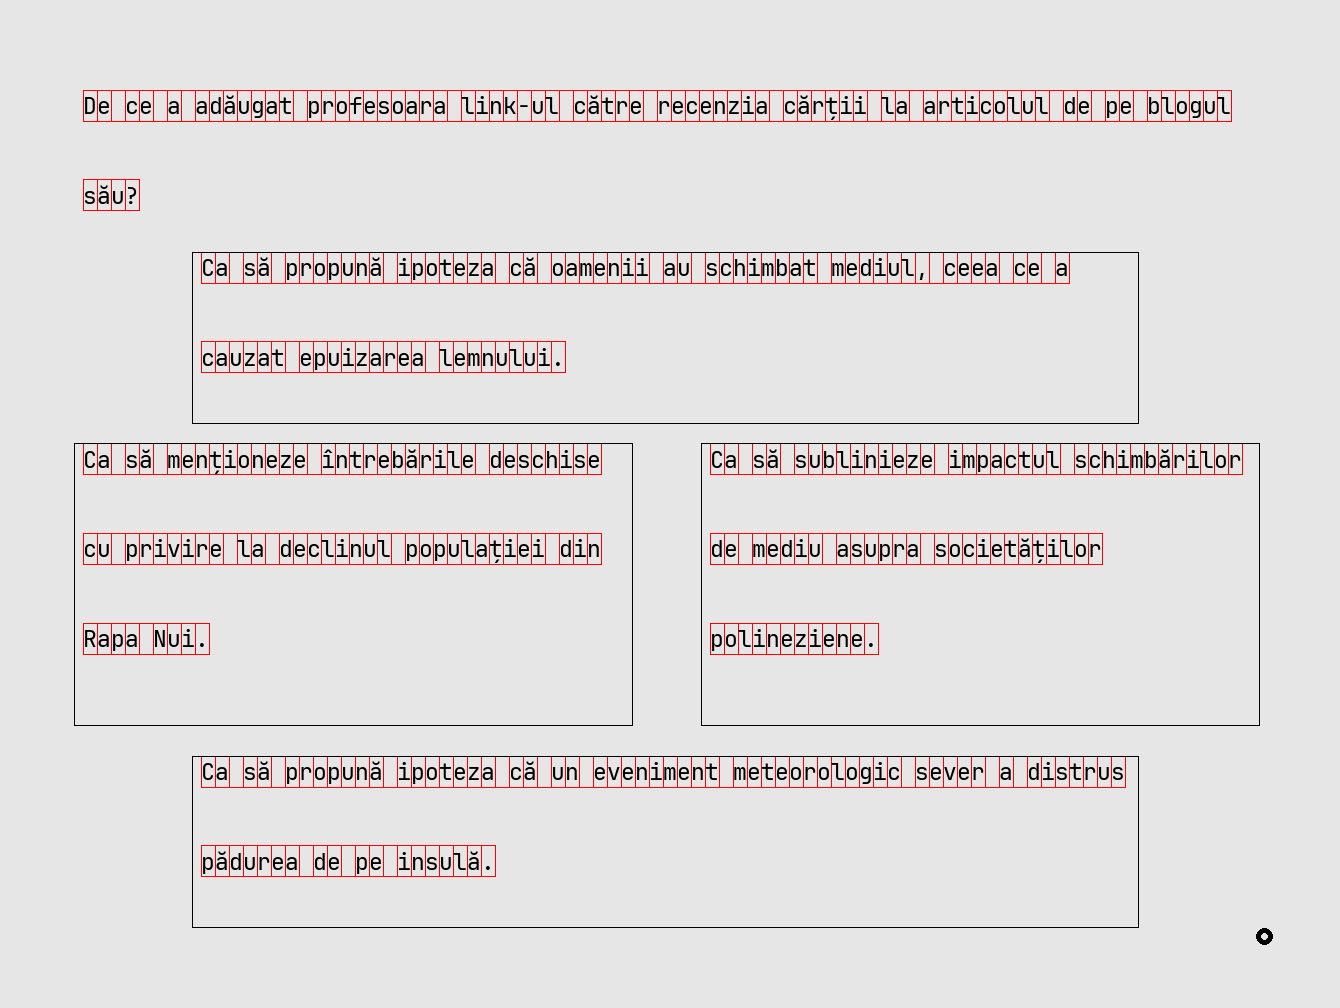 De ce a adăugat profesoara link-ul către recenzia cărții la articolul de pe blogul
său?
Ca să propună ipoteza că oamenii au schimbat mediul, ceea ce a
cauzat epuizarea lemnului.
Ca să menționeze întrebările deschise
cu privire la declinul populației din
Rapa Nui.
Ca să sublinieze impactul schimbărilor
de mediu asupra societăților
polineziene.
Ca să propună ipoteza că un eveniment meteorologic sever a distrus
pădurea de pe insulă.